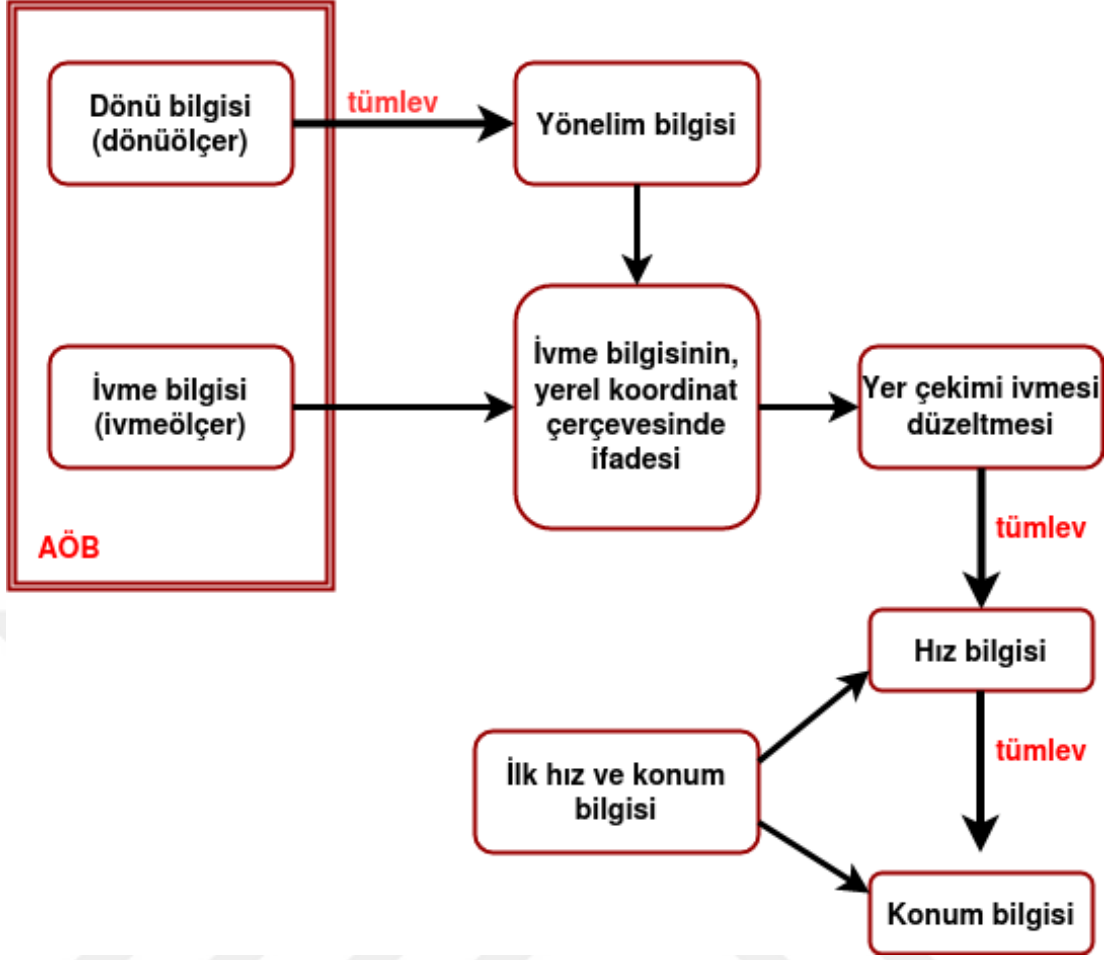 Dönü bilgisi
(dönüölçer)
tümlev
Yönelim bilgisi
İvme bilgisi
(ivmeölçer)
İvme bilgisinin,
yerel koordinat
çerçevesinde
ifadesi
Yer çekimi ivmesi
düzeltmesi
AÖB
tümlev
Hız bilgisi
tümlev
İlk hız ve konum
bilgisi
Konum bilgisi